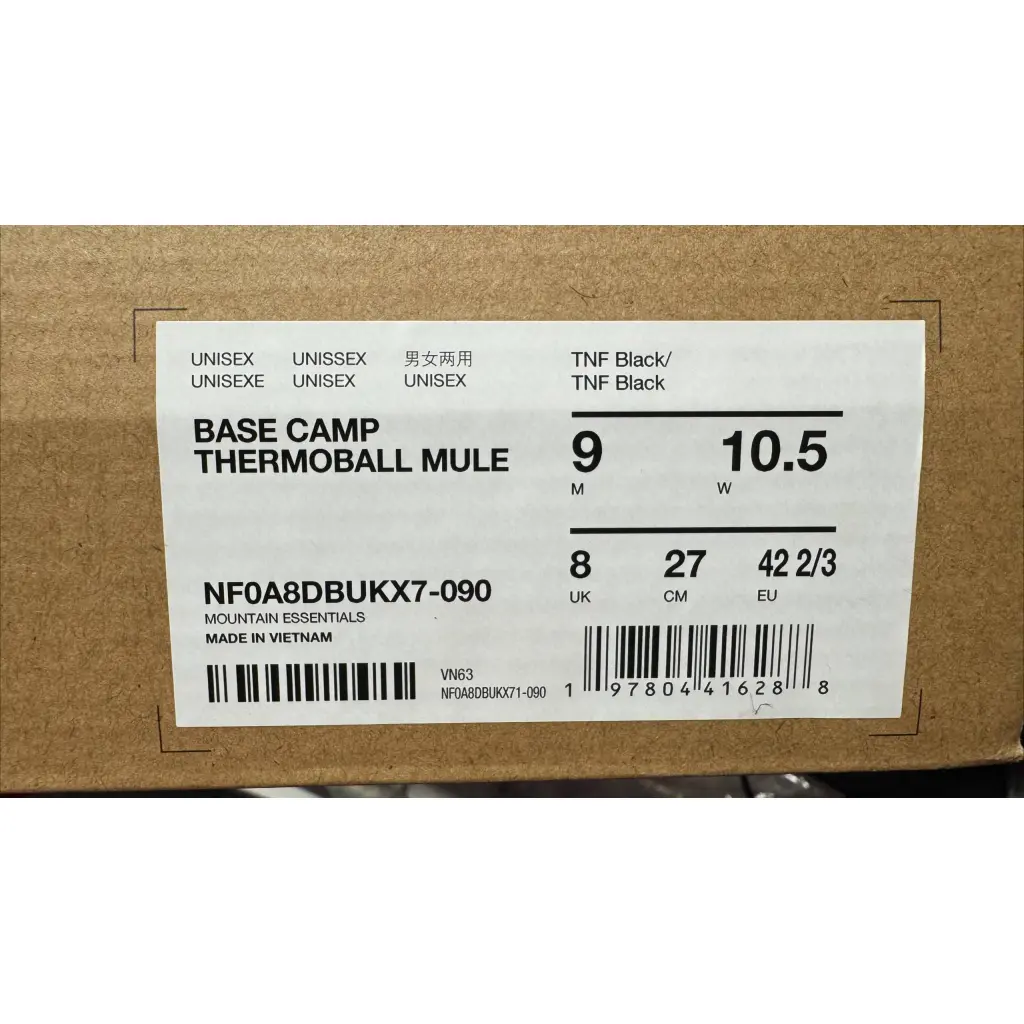 UNISEX UNISSEX 男女两用
UNISEXE UNISEX UNISEX
BASE CAMP
THERMOBALL MULE
NF0A8DBUKX7-090
MOUNTAIN ESSENTIALS
MADE IN VIETNAM
VN63
NF0A8DBUKX71-090
TNF Black/
TNF Black
9 10.5
M W
8 27 42 2/3
UK CM EU
1 97804 41628 8